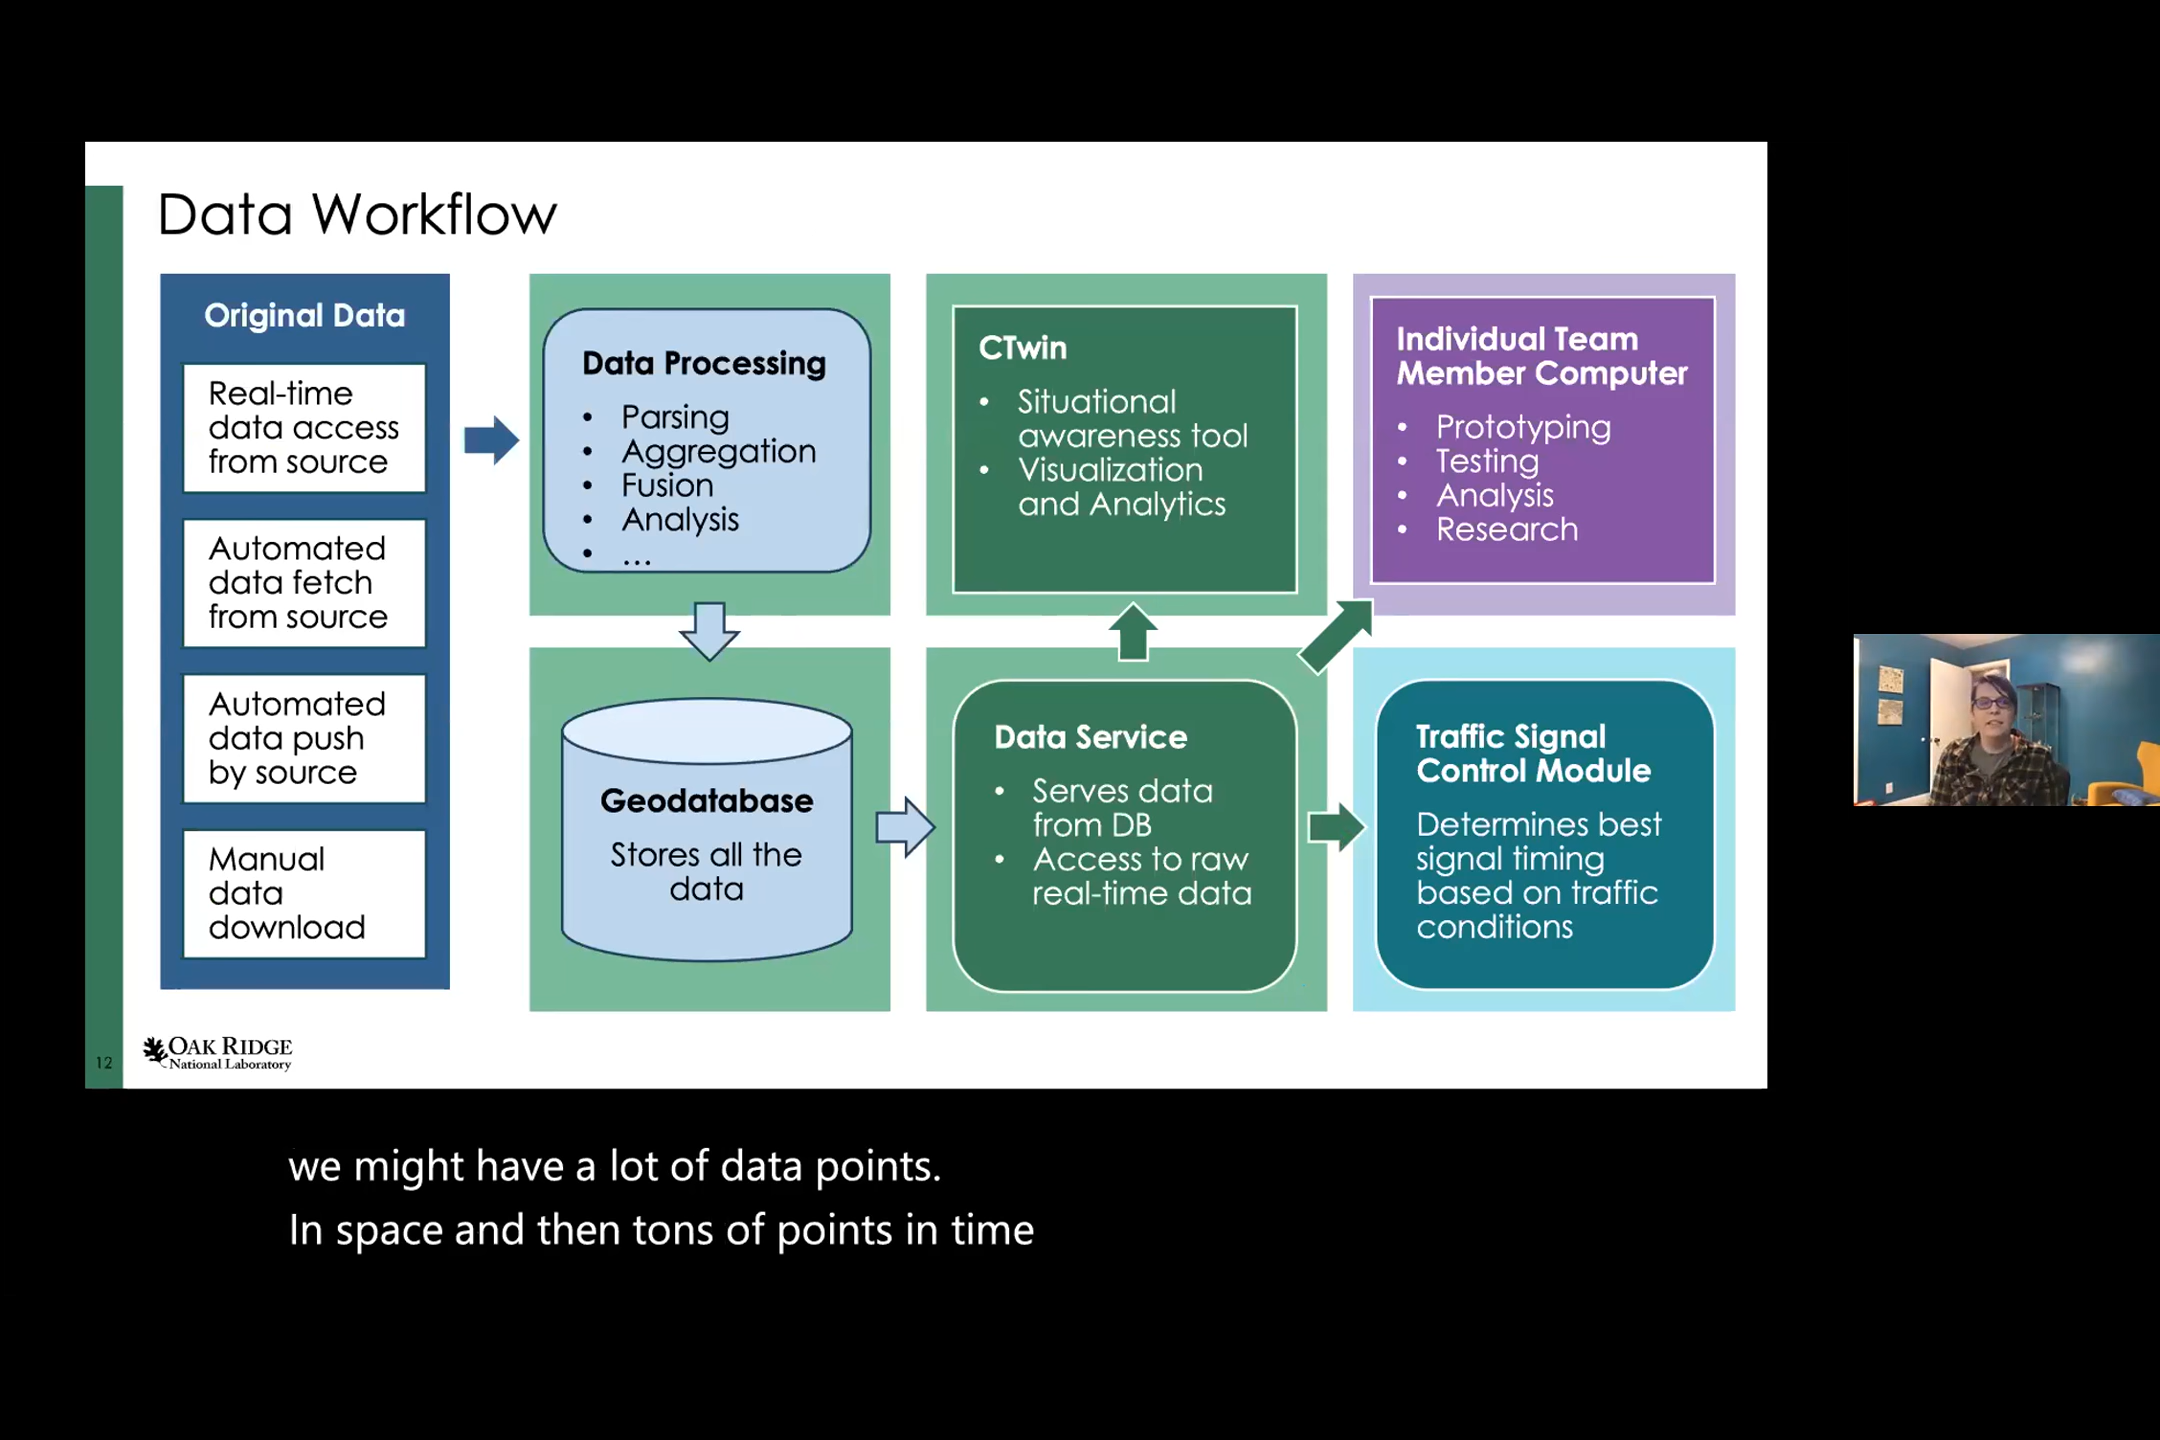 Data Workflow
Original Data
Real-time
data access
from source
Automated
data fetch
from source
Automated
data push
by source
Manual
data
download
Data Processing
• Parsing
• Aggregation
• Fusion
• Analysis
• ...
Geodatabase
Stores all the
data
CTwin
• Situational
awareness tool
• Visualization
and Analytics
Data Service
• Serves data
from DB
• Access to raw
real-time data
Individual Team
Member Computer
• Prototyping
• Testing
• Analysis
• Research
Traffic Signal
Control Module
Determines best
signal timing
based on traffic
conditions
12
OAK RIDGE
National Laboratory
we might have a lot of data points.
In space and then tons of points in time